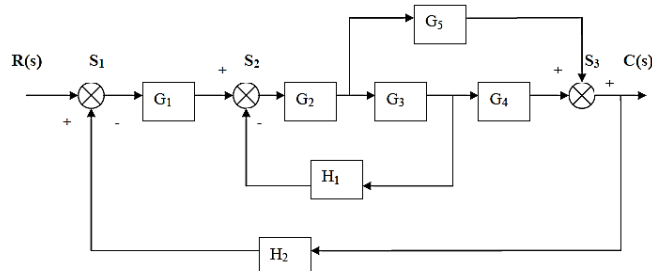 G₅
R(s) S₁ S₂ S₃ C(s)
+ + +
G₁ G₂ G₃ G₄
+ - -
H₁
H₂